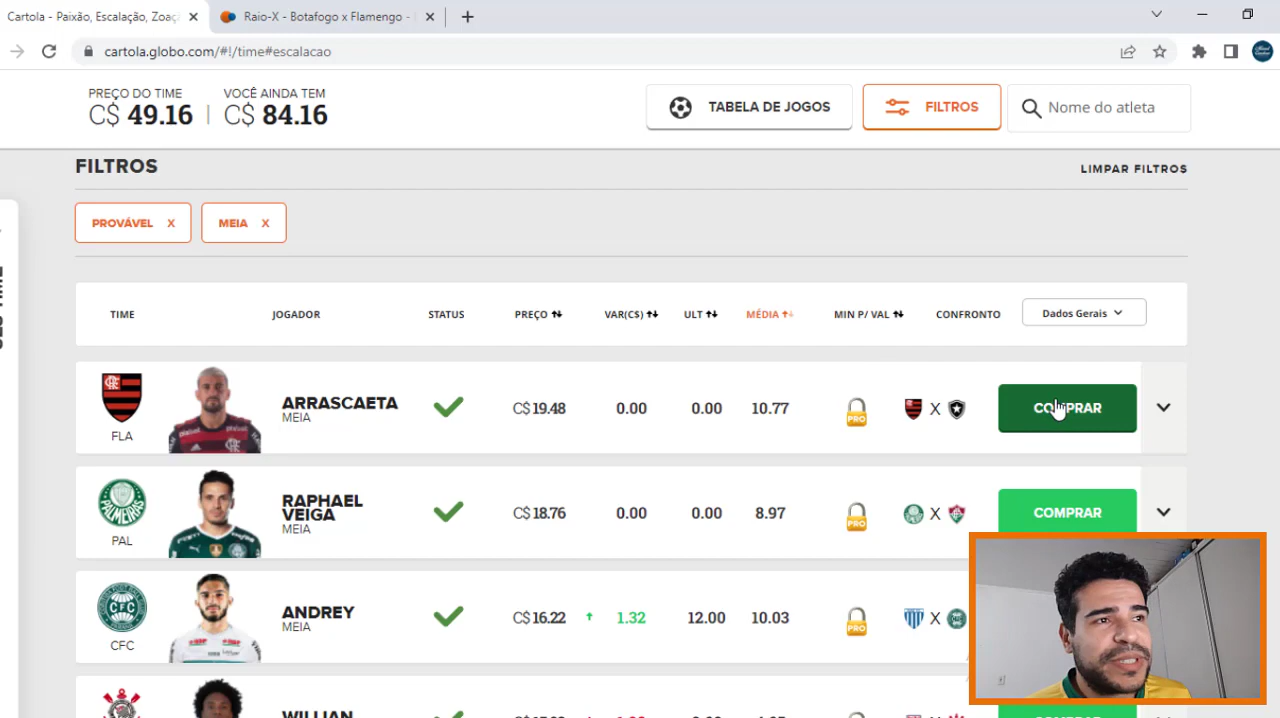 Cartola - Paixão, Escalação, Zoaç
Raio-X - Botafogo x Flamengo -
cartola.globo.com/#!/time#escalacao
PREÇO DO TIME
C$ 49.16
VOCÊ AINDA TEM
C$ 84.16
TABELA DE JOGOS
FILTROS
Nome do atleta
FILTROS
LIMPAR FILTROS
PROVÁVEL X
MEIA X
TIME JOGADOR STATUS PREÇO VAR(C$) ULT MÉDIA MIN P/ VAL CONFRONTO Dados Gerais
FLA
ARRASCAETA
MEIA
C$ 19.48 0.00 0.00 10.77 PRO X COMPRAR
PAL
RAPHAEL
VEIGA
MEIA
C$ 18.76 0.00 0.00 8.97 PRO X COMPRAR
CFC
ANDREY
MEIA
C$ 16.22 1.32 12.00 10.03 PRO X
WILLIAN